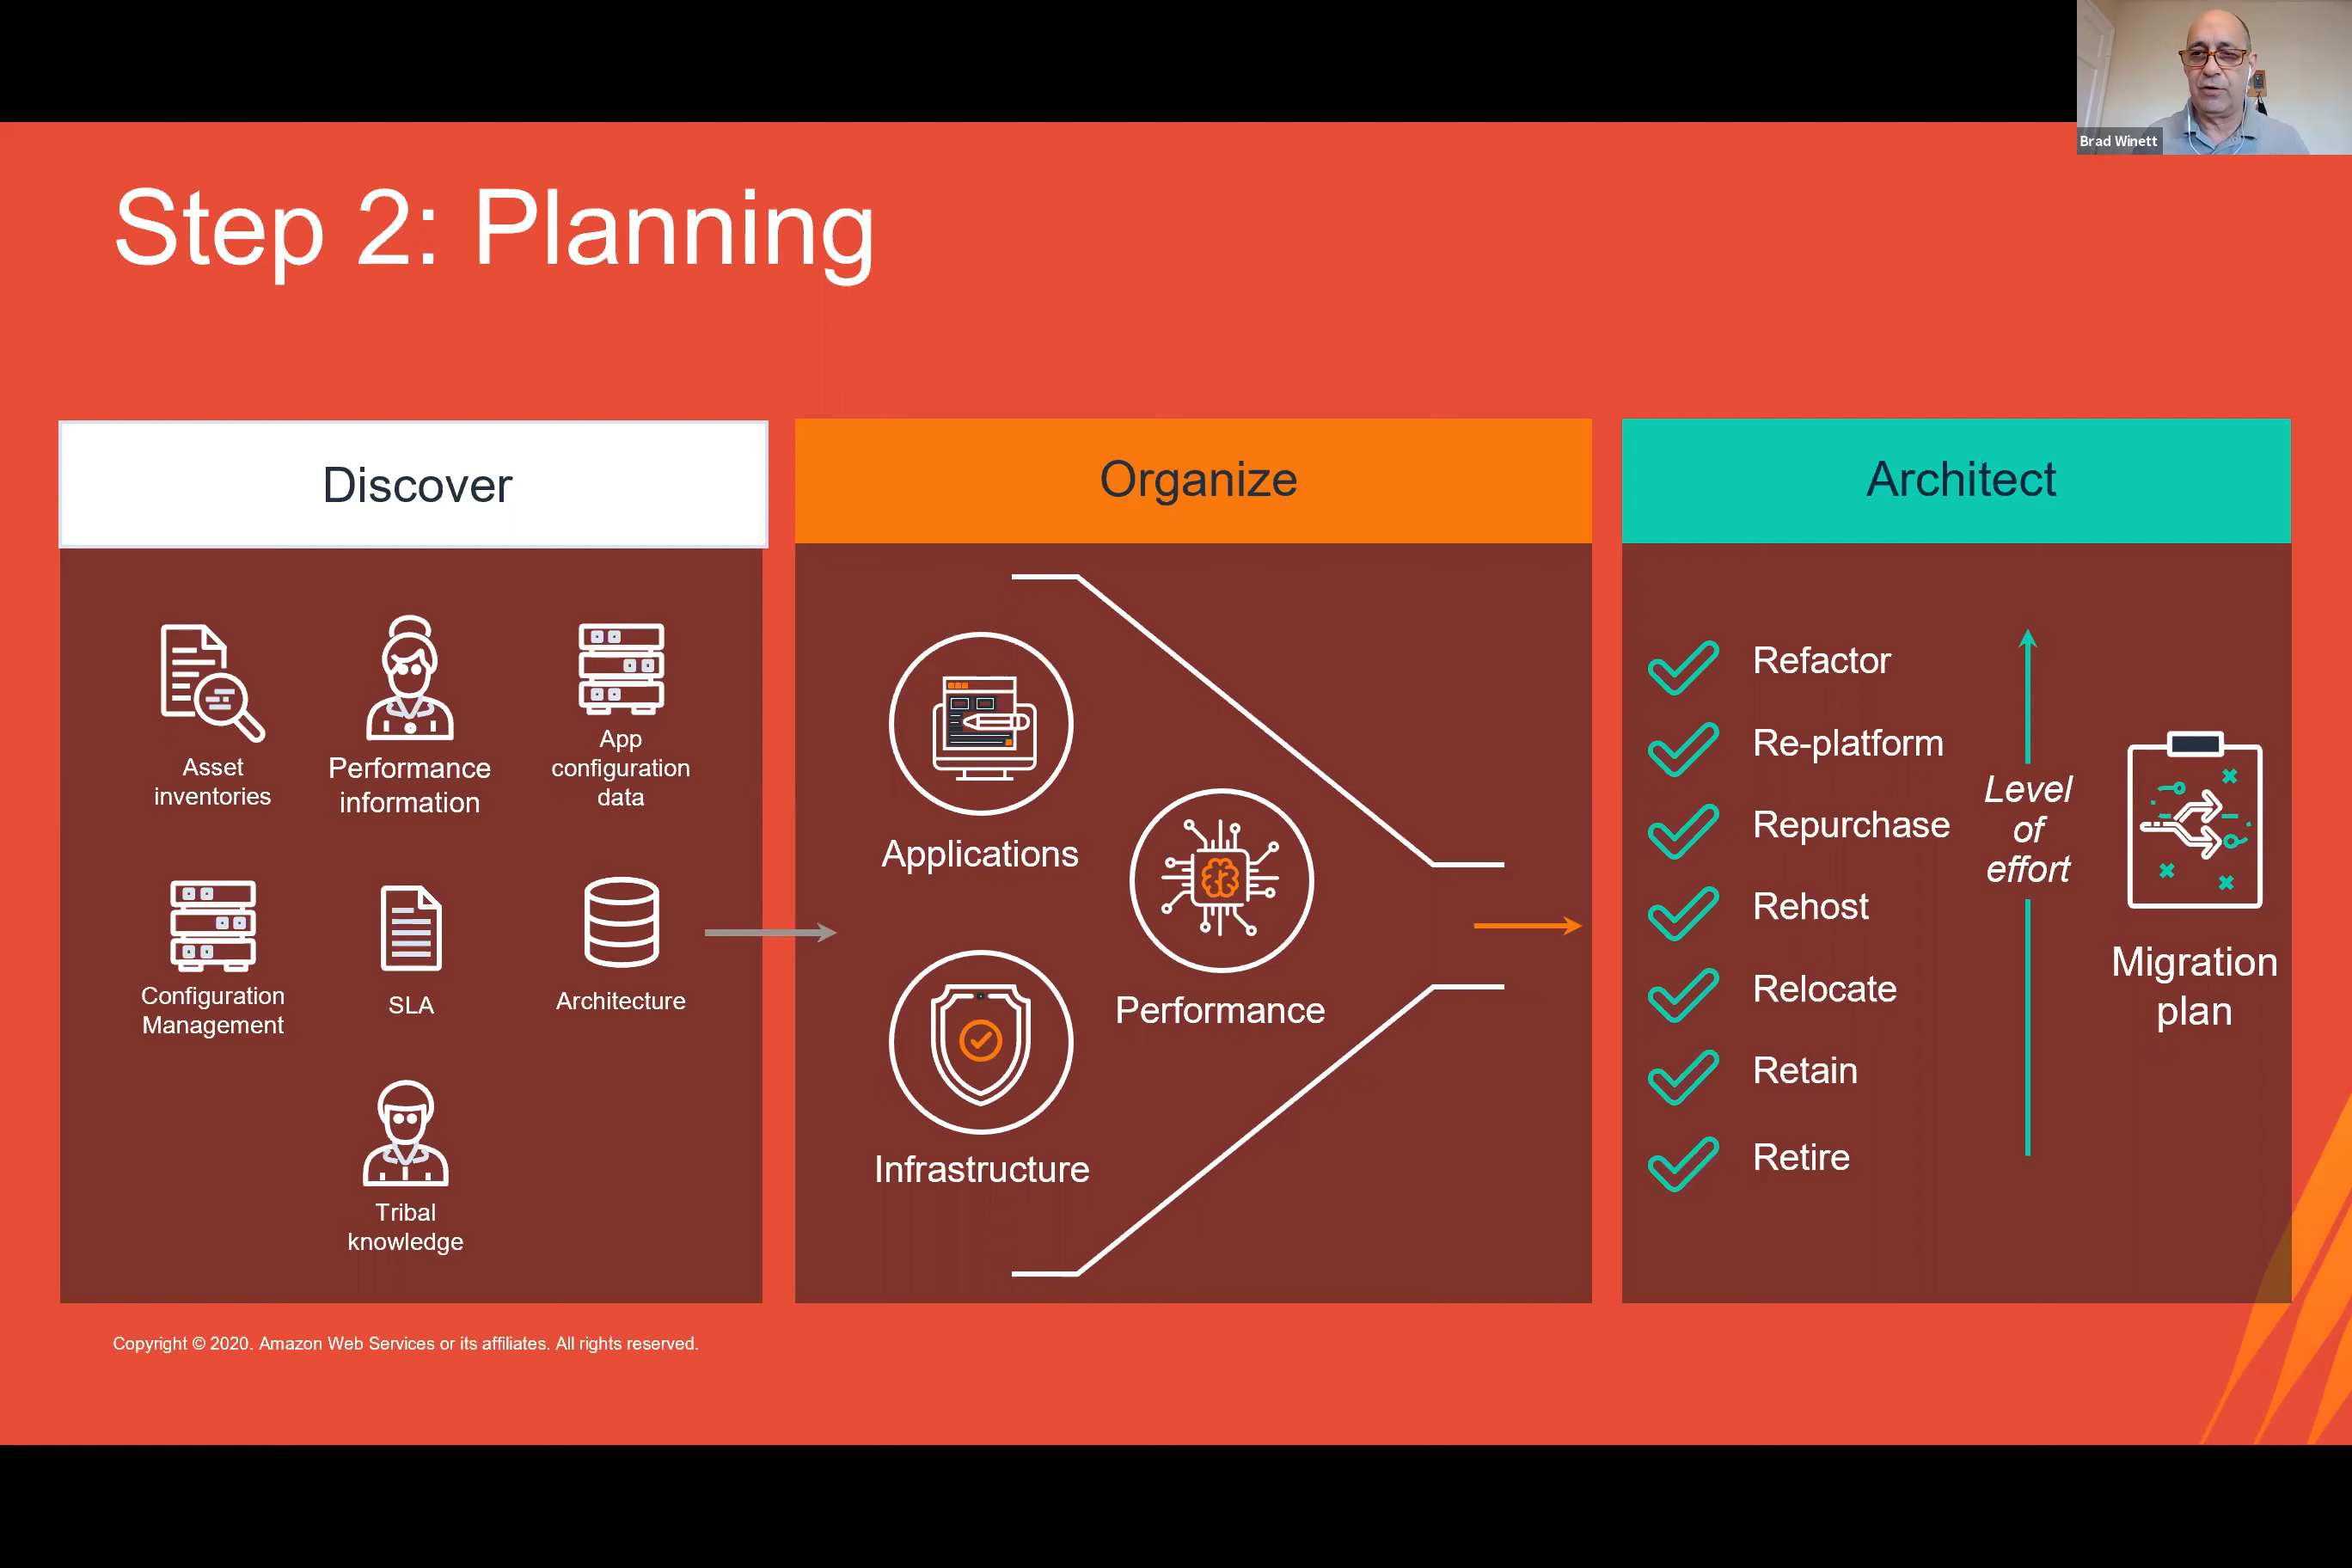 Brad Winett
Step 2: Planning
Discover
Asset
inventories
Performance
information
App
configuration
data
Configuration
Management
SLA
Architecture
Tribal
knowledge
Organize
Applications
Performance
Infrastructure
Architect
Refactor
Re-platform
Repurchase
Rehost
Relocate
Retain
Retire
Level
of
effort
Migration
plan
Copyright © 2020. Amazon Web Services or its affiliates. All rights reserved.